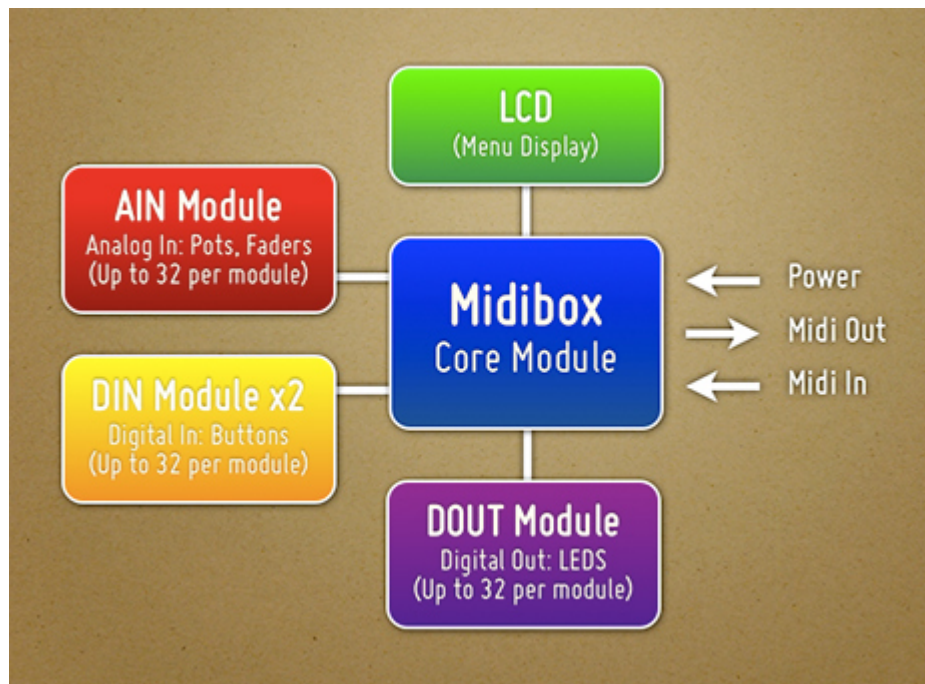 LCD
(Menu Display)
AIN Module
Analog In: Pots, Faders
(Up to 32 per module)
Midibox
Core Module
Power
Midi Out
Midi In
DIN Module x2
Digital In: Buttons
(Up to 32 per module)
DOUT Module
Digital Out: LEDS
(Up to 32 per module)